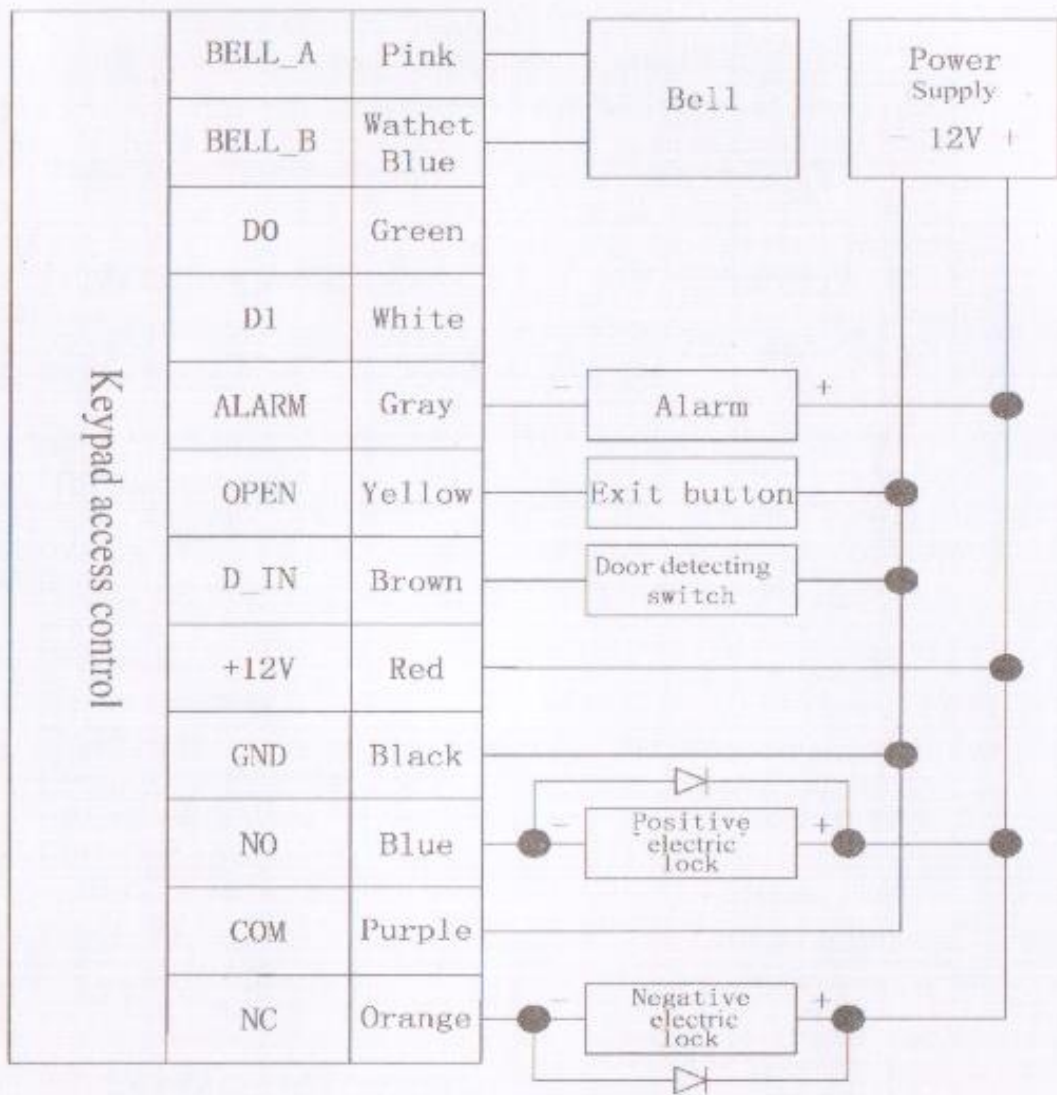 Keypad access control
BELL_A Pink
BELL_B Wathet
Blue
D0 Green
D1 White
ALARM Gray
OPEN Yellow
D_IN Brown
+12V Red
GND Black
NO Blue
COM Purple
NC Orange
Bell
Power
Supply
− 12V +
− Alarm +
Exit button
Door detecting
switch
− Positive +
electric
lock
− Negative +
electric
lock